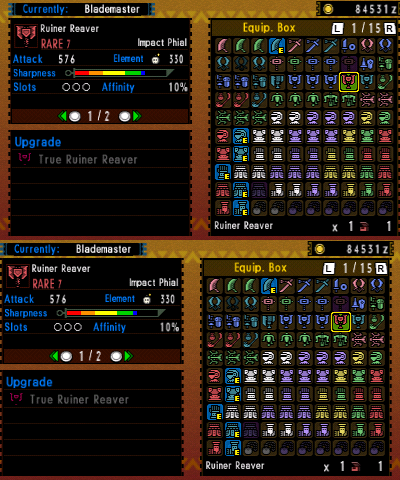 Currently: Blademaster
84531z
Ruiner Reaver
RARE 7 Impact Phial
Attack 576 Element 330
Sharpness
Slots ○○○ Affinity 10%
1/2
Upgrade
True Ruiner Reaver
Equip. Box L 1/15 R
E
E
E
E
E
E
Ruiner Reaver x 1 1
Currently: Blademaster
84531z
Ruiner Reaver
RARE 7 Impact Phial
Attack 576 Element 330
Sharpness
Slots ○○○ Affinity 10%
1/2
Upgrade
True Ruiner Reaver
Equip. Box L 1/15 R
E
E
E
E
E
E
Ruiner Reaver x 1 1